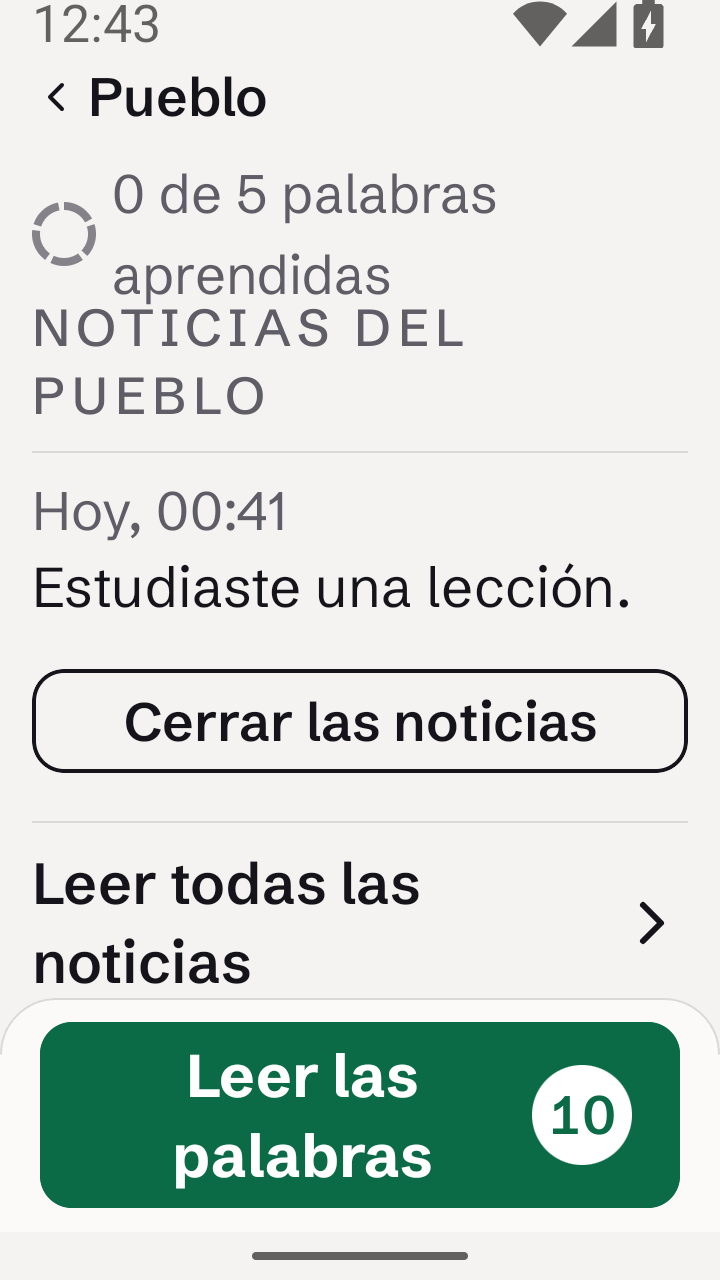 12:43
Pueblo
0 de 5 palabras
aprendidas
NOTICIAS DEL
PUEBLO
Hoy, 00:41
Estudiaste una lección.
Cerrar las noticias
Leer todas las
noticias
Leer las
palabras
10